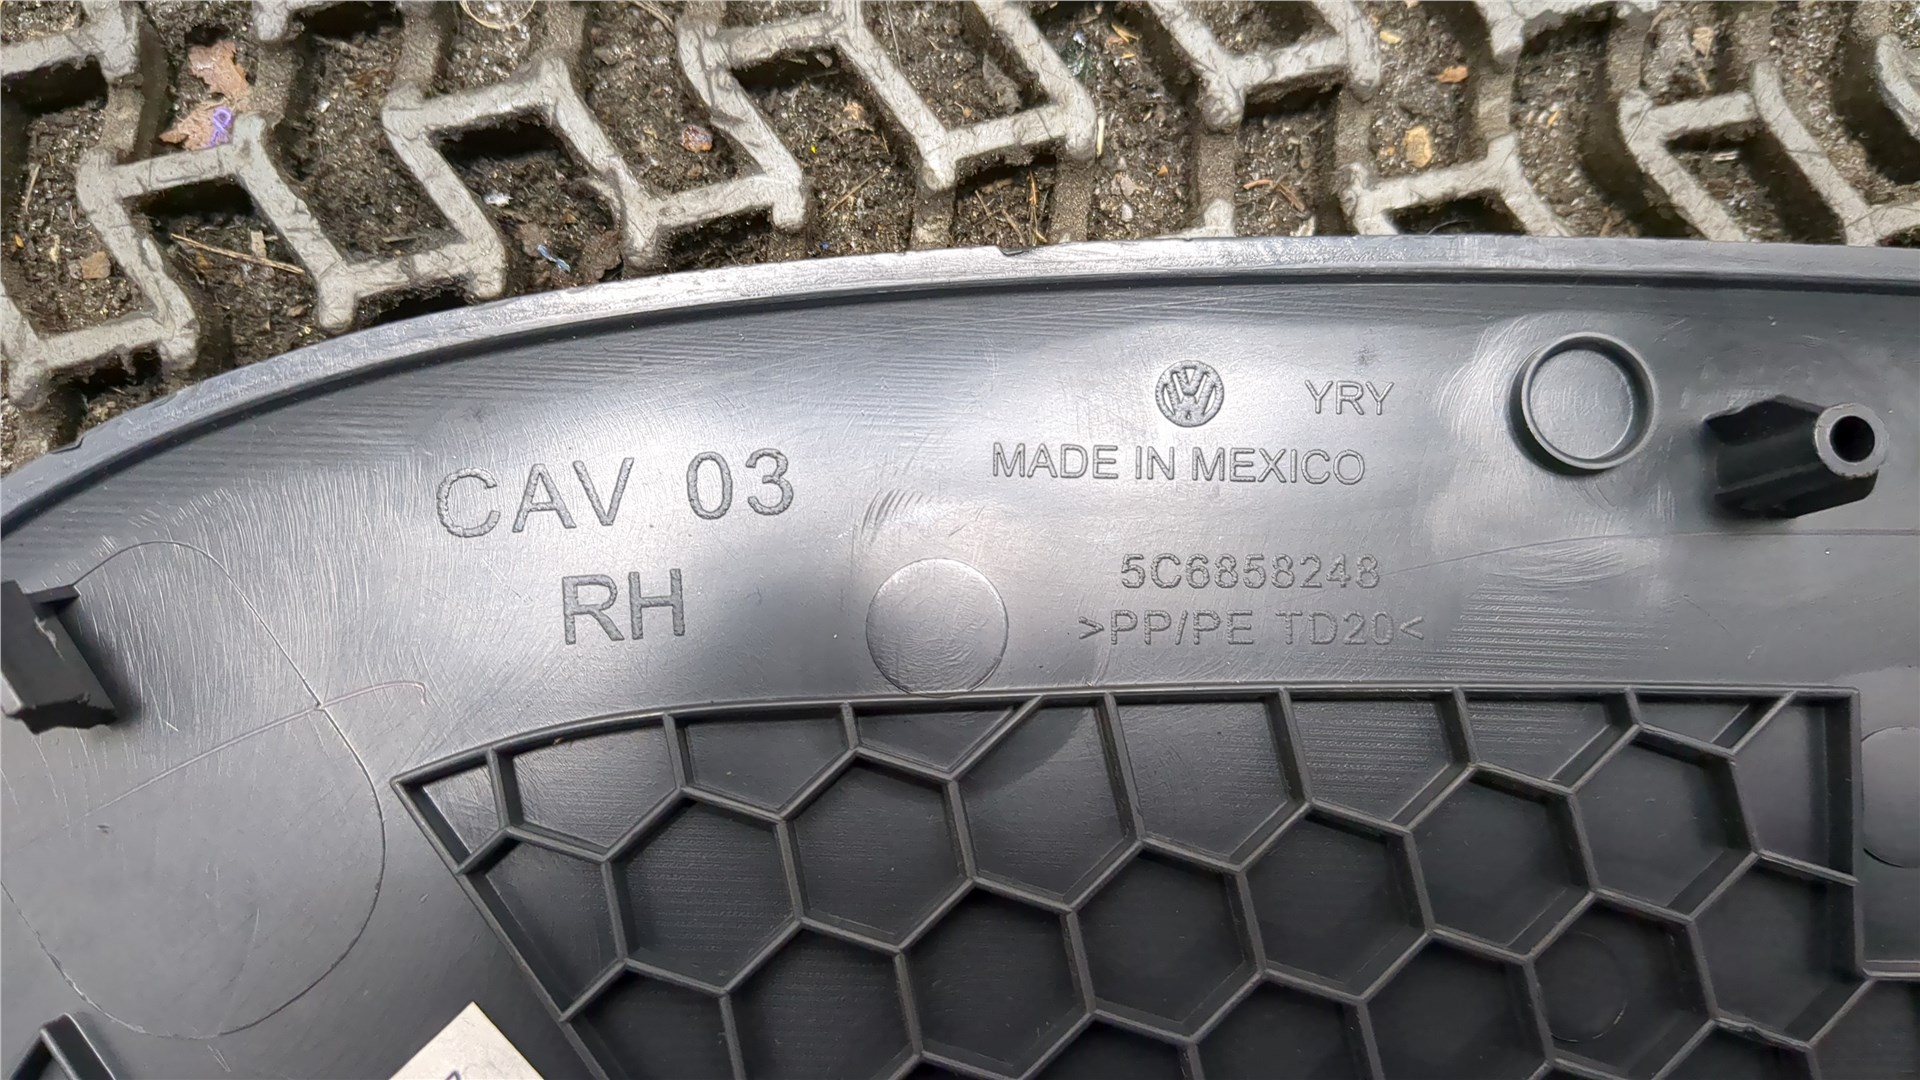 YRY
MADE IN MEXICO
CAV 03
RH
5C6858248
>PP/PE TD20<